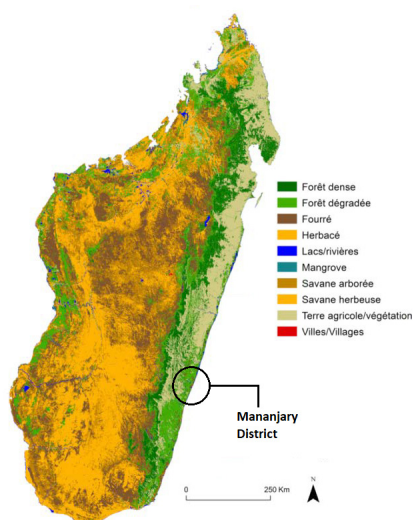 Forêt dense
Forêt dégradée
Fourré
Herbacé
Lacs/rivières
Mangrove
Savane arborée
Savane herbeuse
Terre agricole/végétation
Villes/Villages
Mananjary
District
N
0 250 Km